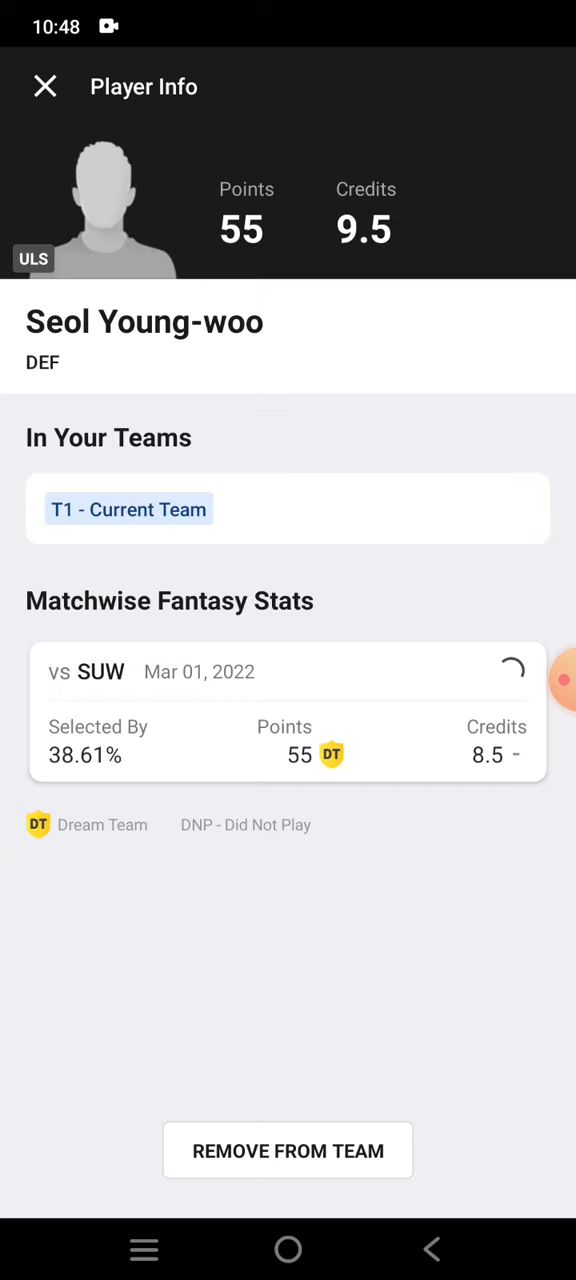 10:48
Player Info
Points Credits
55 9.5
ULS
Seol Young-woo
DEF
In Your Teams
T1 - Current Team
Matchwise Fantasy Stats
vs SUW Mar 01, 2022
Selected By Points Credits
38.61% 55 DT 8.5 -
DT Dream Team DNP - Did Not Play
REMOVE FROM TEAM